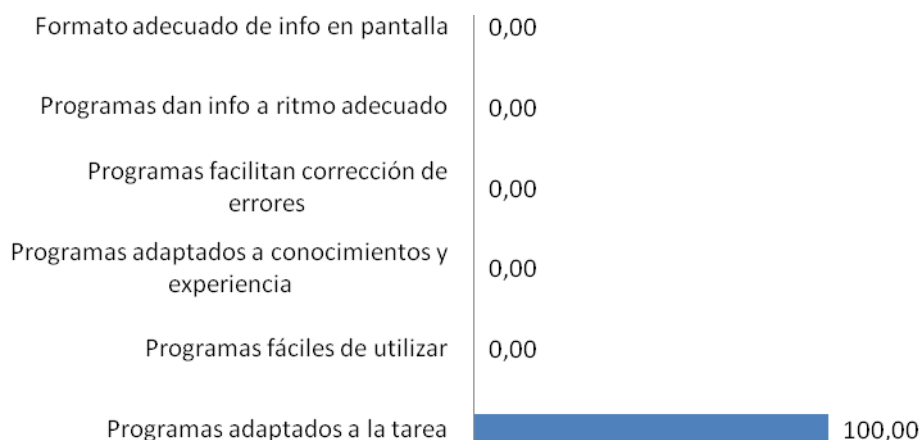 Formato adecuado de info en pantalla 0,00
Programas dan info a ritmo adecuado 0,00
Programas facilitan corrección de
errores 0,00
Programas adaptados a conocimientos y
experiencia 0,00
Programas fáciles de utilizar 0,00
Programas adaptados a la tarea 100,00